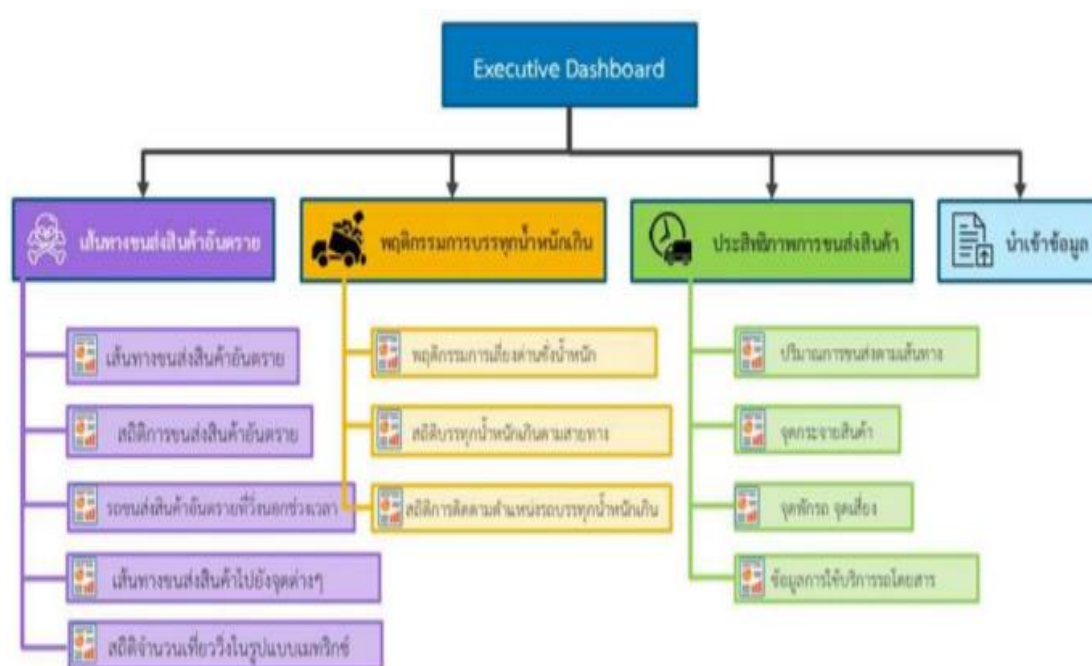 Executive Dashboard
เส้นทางขนส่งสินค้าอันตราย
พฤติกรรมการบรรทุกน้ำหนักเกิน
ประสิทธิภาพการขนส่งสินค้า
นำเข้าข้อมูล
เส้นทางขนส่งสินค้าอันตราย
สถิติการขนส่งสินค้าอันตราย
รถขนส่งสินค้าอันตรายที่วิ่งนอกช่วงเวลา
เส้นทางขนส่งสินค้าไปยังจุดต่างๆ
สถิติจำนวนเที่ยววิ่งในรูปแบบเมทริกซ์
พฤติกรรมการเลี่ยงด่านชั่งน้ำหนัก
สถิติบรรทุกน้ำหนักเกินตามสายทาง
สถิติการติดตามตำแหน่งรถบรรทุกน้ำหนักเกิน
ปริมาณการขนส่งตามเส้นทาง
จุดกระจายสินค้า
จุดพักรถ จุดเสี่ยง
ข้อมูลการใช้บริการรถโดยสาร